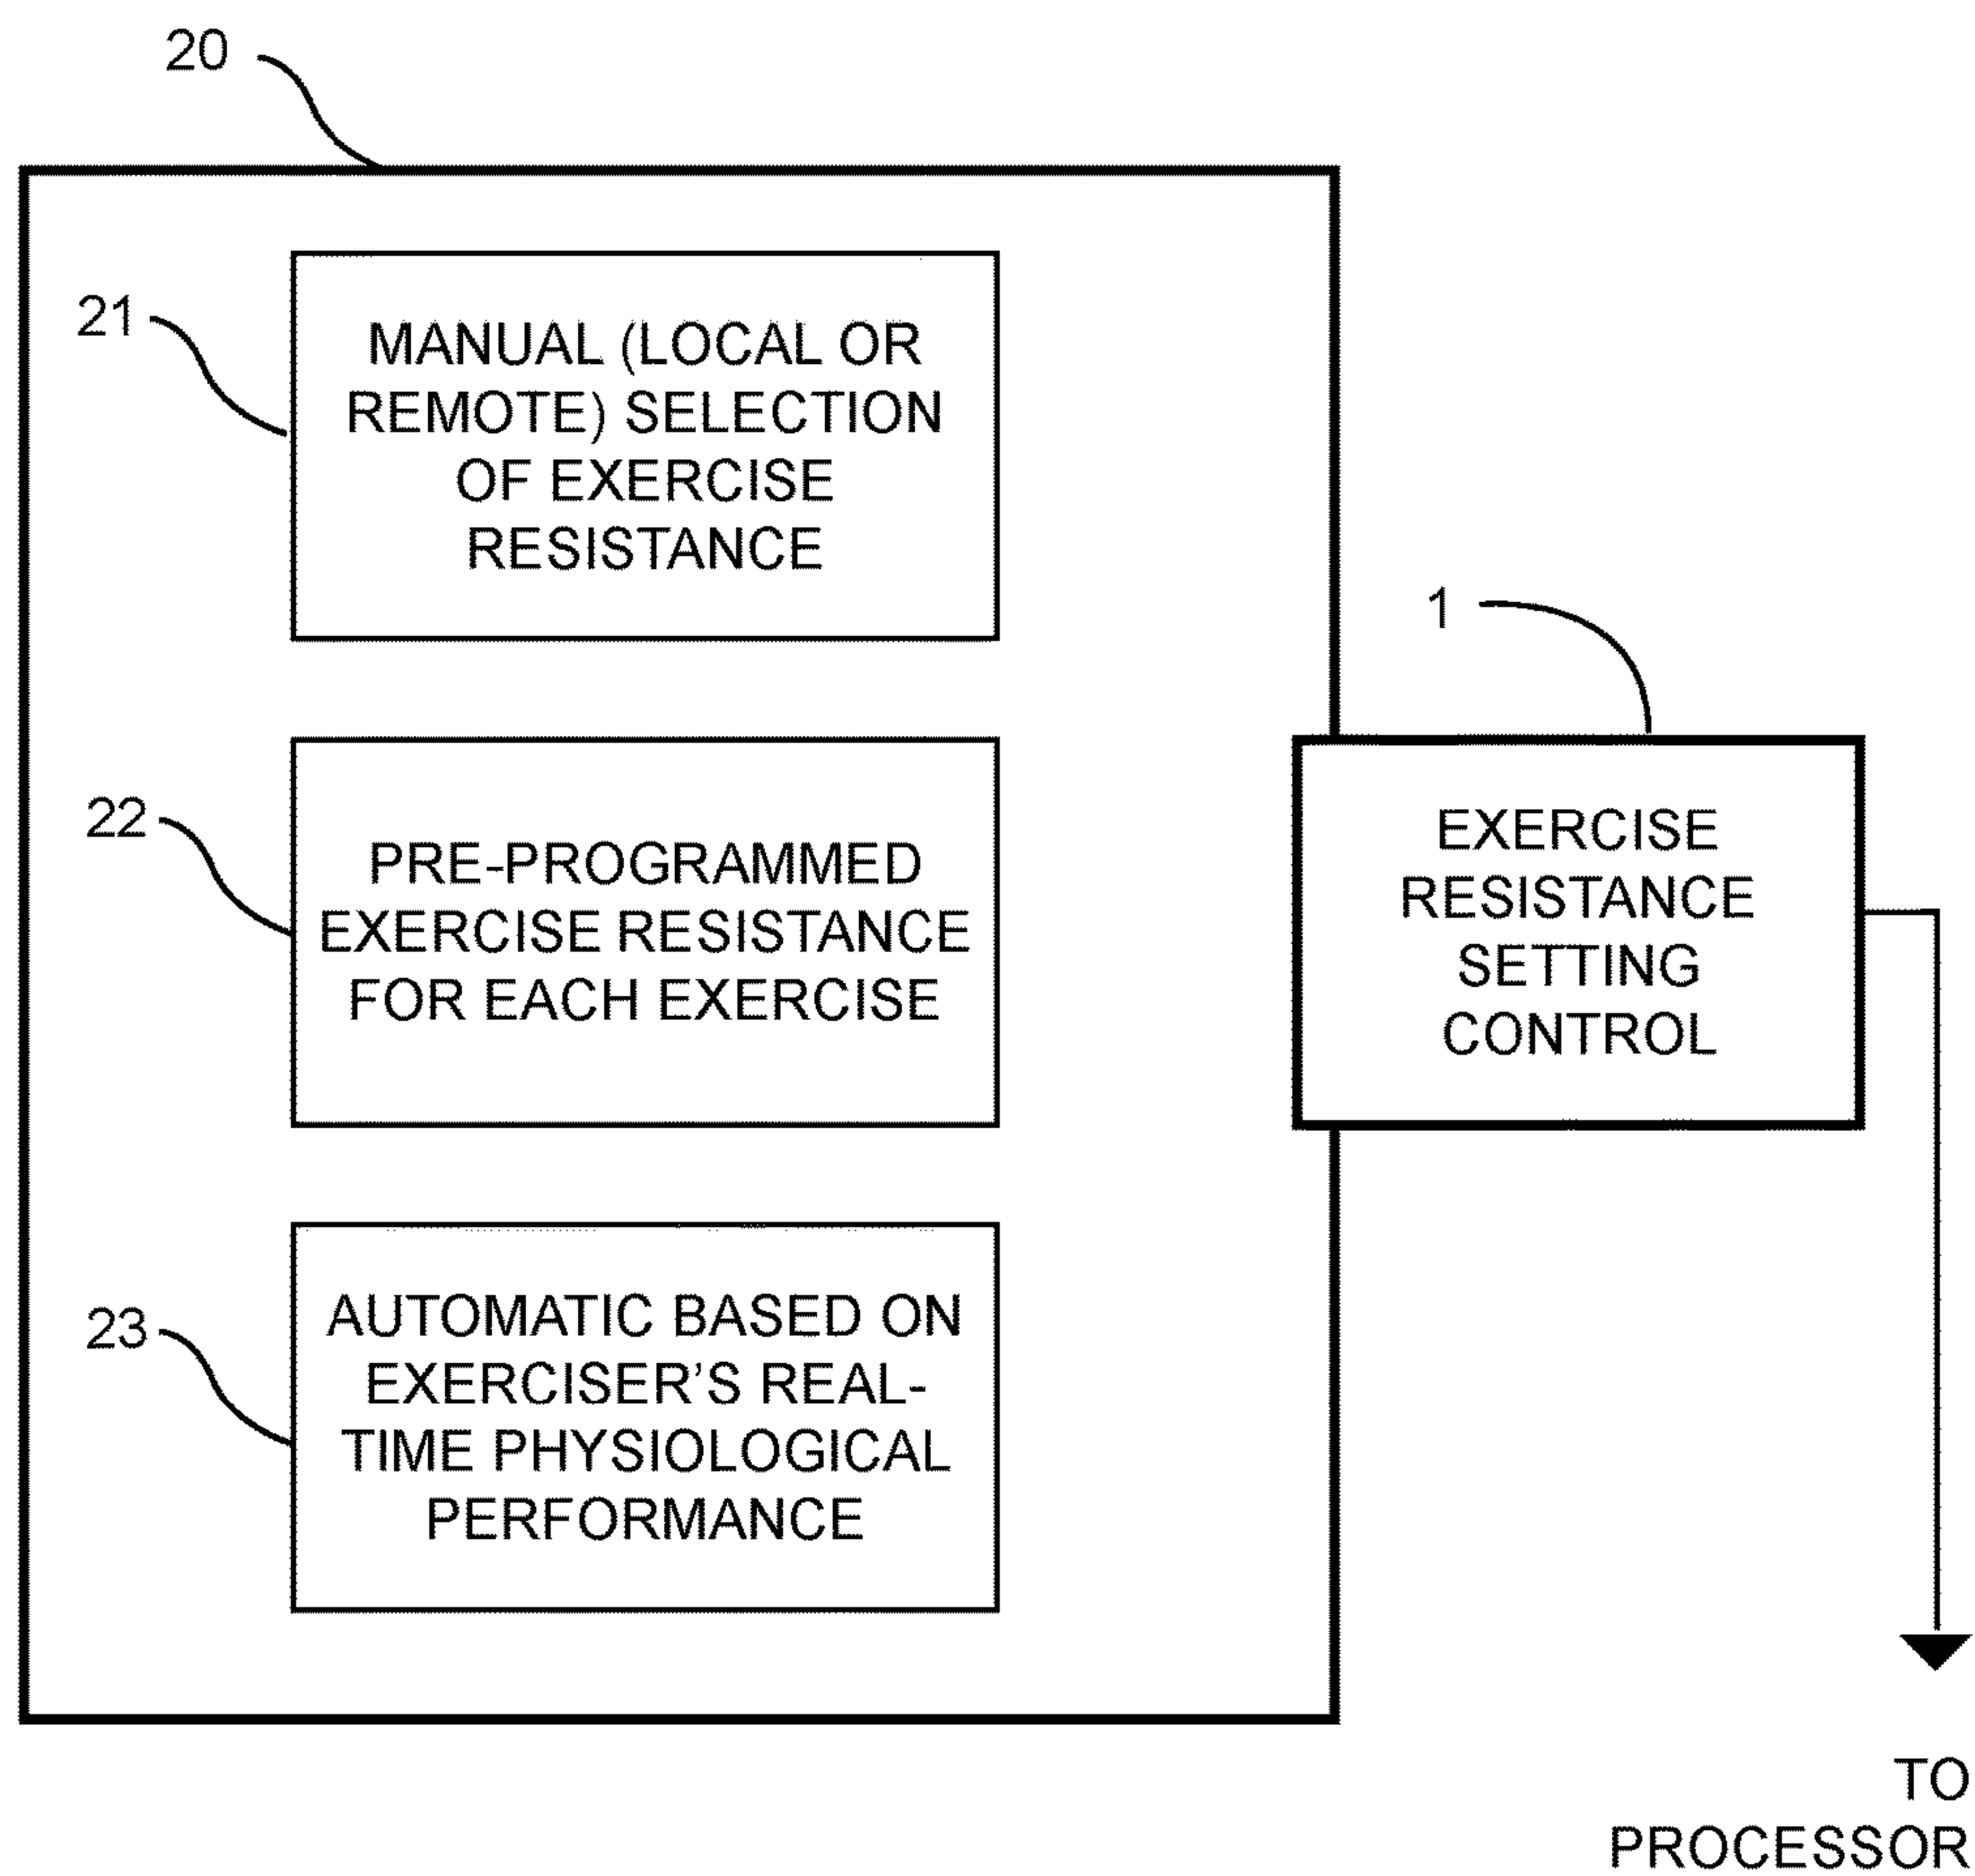 20
21
MANUAL (LOCAL OR
REMOTE) SELECTION
OF EXERCISE
RESISTANCE
1
22
PRE-PROGRAMMED
EXERCISE RESISTANCE
FOR EACH EXERCISE
EXERCISE
RESISTANCE
SETTING
CONTROL
23
AUTOMATIC BASED ON
EXERCISER’S REAL-
TIME PHYSIOLOGICAL
PERFORMANCE
TO
PROCESSOR